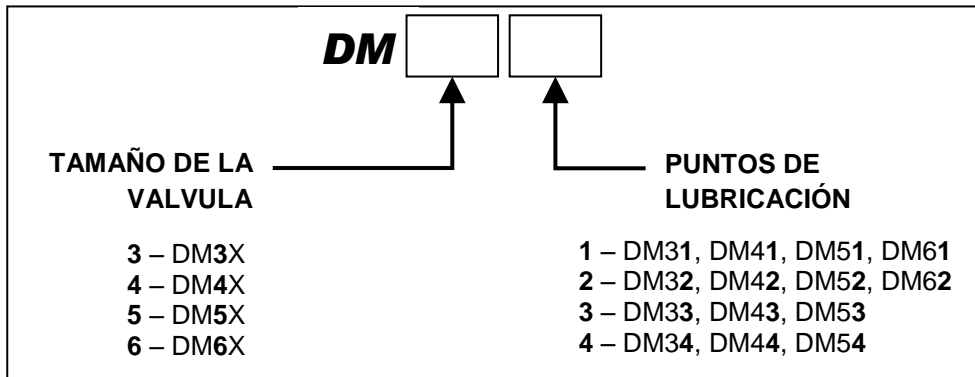 DM
TAMAÑO DE LA
VALVULA
3 – DM3X
4 – DM4X
5 – DM5X
6 – DM6X
PUNTOS DE
LUBRICACIÓN
1 – DM31, DM41, DM51, DM61
2 – DM32, DM42, DM52, DM62
3 – DM33, DM43, DM53
4 – DM34, DM44, DM54